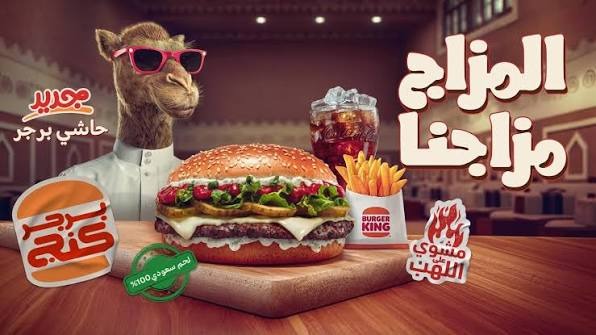 المزاج
مزاجنا
جديد
حاشي برجر
برجر
كنج
لحم سعودي 100%
BURGER
KING
مشوي
على
اللهب